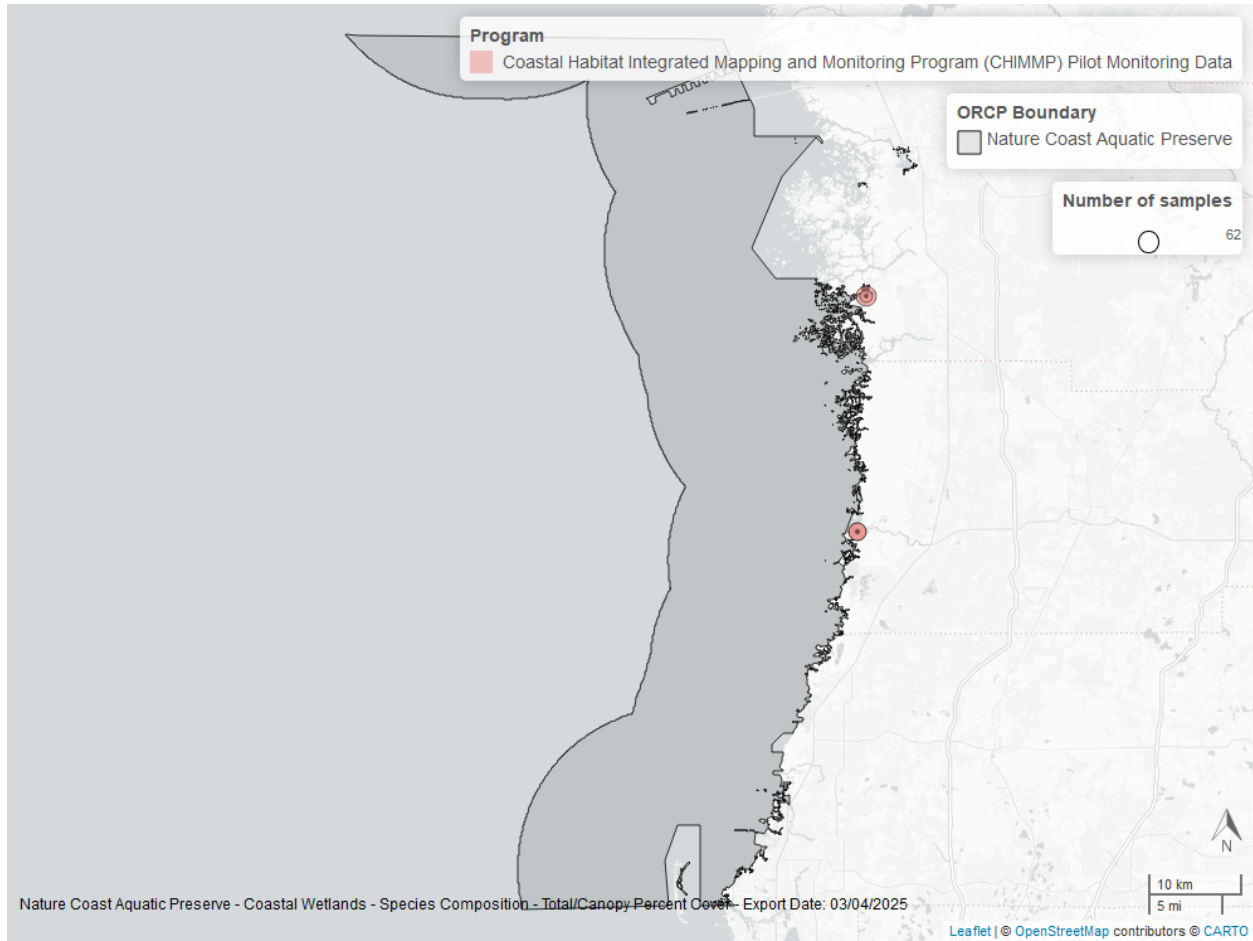 Program
Coastal Habitat Integrated Mapping and Monitoring Program (CHIMMP) Pilot Monitoring Data
ORCP Boundary
Nature Coast Aquatic Preserve
Number of samples
62
N
10 km
5 mi
Nature Coast Aquatic Preserve - Coastal Wetlands - Species Composition - Total/Canopy Percent Cover - Export Date: 03/04/2025
Leaflet | © OpenStreetMap contributors © CARTO